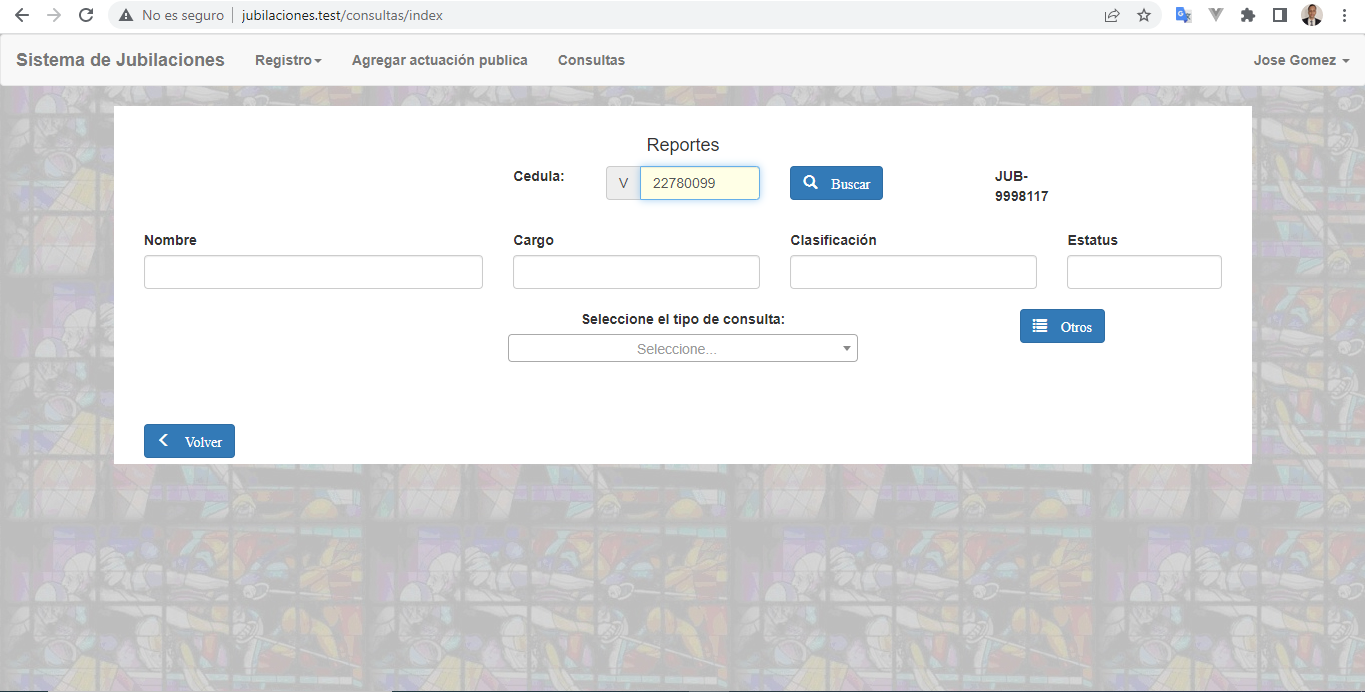 No es seguro jubilaciones.test/consultas/index
Sistema de Jubilaciones Registro Agregar actuación publica Consultas Jose Gomez
Reportes
Cedula: V 22780099 Buscar JUB-
9998117
Nombre Cargo Clasificación Estatus
Seleccione el tipo de consulta: Otros
Seleccione...
Volver